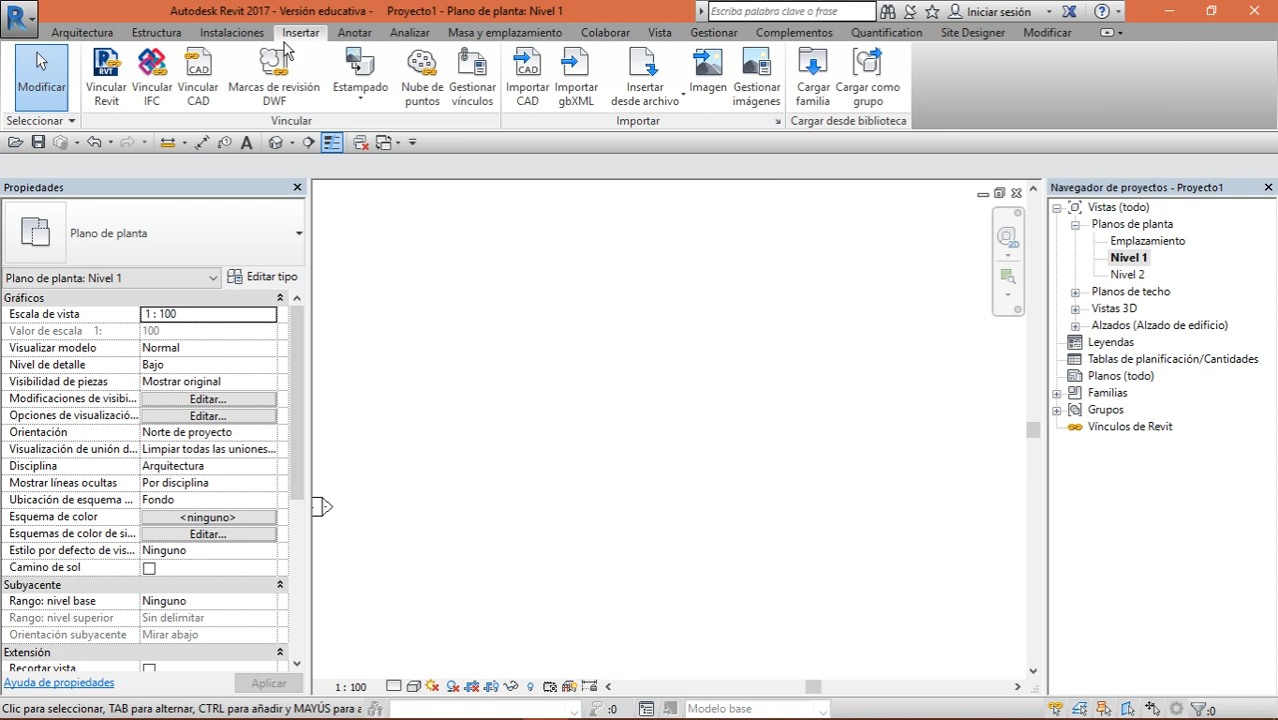 Autodesk Revit 2017 - Versión educativa - Proyecto1 - Plano de planta: Nivel 1
Escriba palabra clave o frase
Iniciar sesión
Arquitectura Estructura Instalaciones Insertar Anotar Analizar Masa y emplazamiento Colaborar Vista Gestionar Complementos Quantification Site Designer Modificar
Modificar
Vincular Revit
Vincular IFC
Vincular CAD
Marcas de revisión DWF
Estampado
Nube de puntos
Gestionar vínculos
Importar CAD
Importar gbXML
Insertar desde archivo
Imagen
Gestionar imágenes
Cargar familia
Cargar como grupo
Seleccionar Vincular Importar Cargar desde biblioteca
Propiedades
Plano de planta
Plano de planta: Nivel 1 Editar tipo
Gráficos
Escala de vista 1 : 100
Valor de escala 1: 100
Visualizar modelo Normal
Nivel de detalle Bajo
Visibilidad de piezas Mostrar original
Modificaciones de visibi... Editar...
Opciones de visualizació... Editar...
Orientación Norte de proyecto
Visualización de unión d... Limpiar todas las uniones...
Disciplina Arquitectura
Mostrar líneas ocultas Por disciplina
Ubicación de esquema ... Fondo
Esquema de color <ninguno>
Esquemas de color de si... Editar...
Estilo por defecto de vis... Ninguno
Camino de sol
Subyacente
Rango: nivel base Ninguno
Rango: nivel superior Sin delimitar
Orientación subyacente Mirar abajo
Extensión
Recortar vista
Ayuda de propiedades Aplicar
2D
1 : 100
Navegador de proyectos - Proyecto1
Vistas (todo)
Planos de planta
Emplazamiento
Nivel 1
Nivel 2
Planos de techo
Vistas 3D
Alzados (Alzado de edificio)
Leyendas
Tablas de planificación/Cantidades
Planos (todo)
Familias
Grupos
Vínculos de Revit
Clic para seleccionar, TAB para alternar, CTRL para añadir y MAYÚS para a
:0
Modelo base
:0